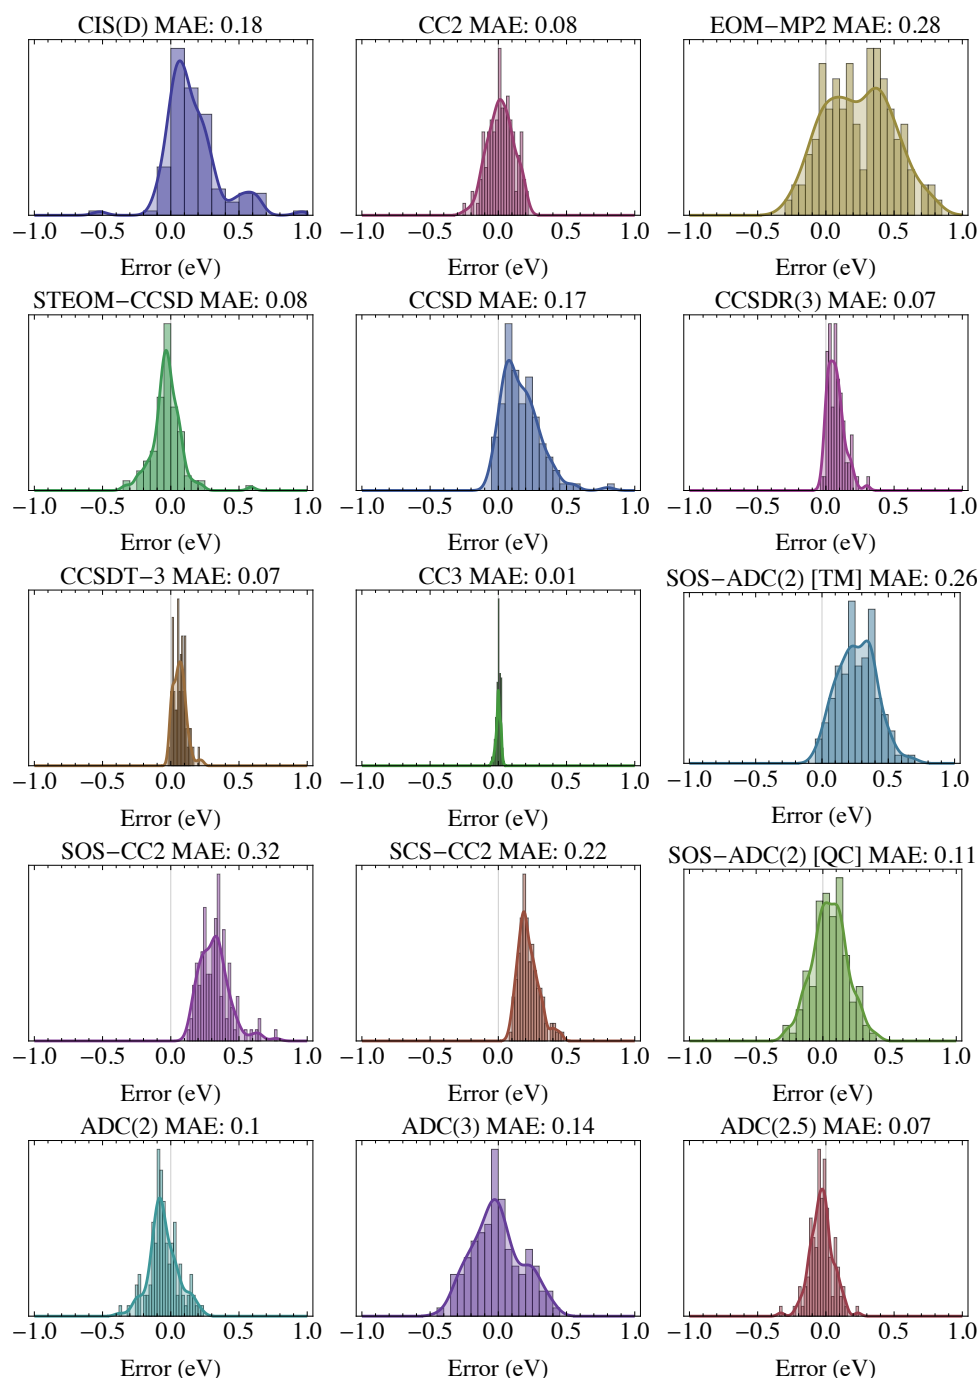 CIS(D) MAE: 0.18 CC2 MAE: 0.08 EOM−MP2 MAE: 0.28
−1.0 −0.5 0.0 0.5 1.0 −1.0 −0.5 0.0 0.5 1.0 −1.0 −0.5 0.0 0.5 1.0
Error (eV) Error (eV) Error (eV)
STEOM−CCSD MAE: 0.08 CCSD MAE: 0.17 CCSDR(3) MAE: 0.07
−1.0 −0.5 0.0 0.5 1.0 −1.0 −0.5 0.0 0.5 1.0 −1.0 −0.5 0.0 0.5 1.0
Error (eV) Error (eV) Error (eV)
CCSDT−3 MAE: 0.07 CC3 MAE: 0.01 SOS−ADC(2) [TM] MAE: 0.26
−1.0 −0.5 0.0 0.5 1.0 −1.0 −0.5 0.0 0.5 1.0 −1.0 −0.5 0.0 0.5 1.0
Error (eV) Error (eV) Error (eV)
SOS−CC2 MAE: 0.32 SCS−CC2 MAE: 0.22 SOS−ADC(2) [QC] MAE: 0.11
−1.0 −0.5 0.0 0.5 1.0 −1.0 −0.5 0.0 0.5 1.0 −1.0 −0.5 0.0 0.5 1.0
Error (eV) Error (eV) Error (eV)
ADC(2) MAE: 0.1 ADC(3) MAE: 0.14 ADC(2.5) MAE: 0.07
−1.0 −0.5 0.0 0.5 1.0 −1.0 −0.5 0.0 0.5 1.0 −1.0 −0.5 0.0 0.5 1.0
Error (eV) Error (eV) Error (eV)